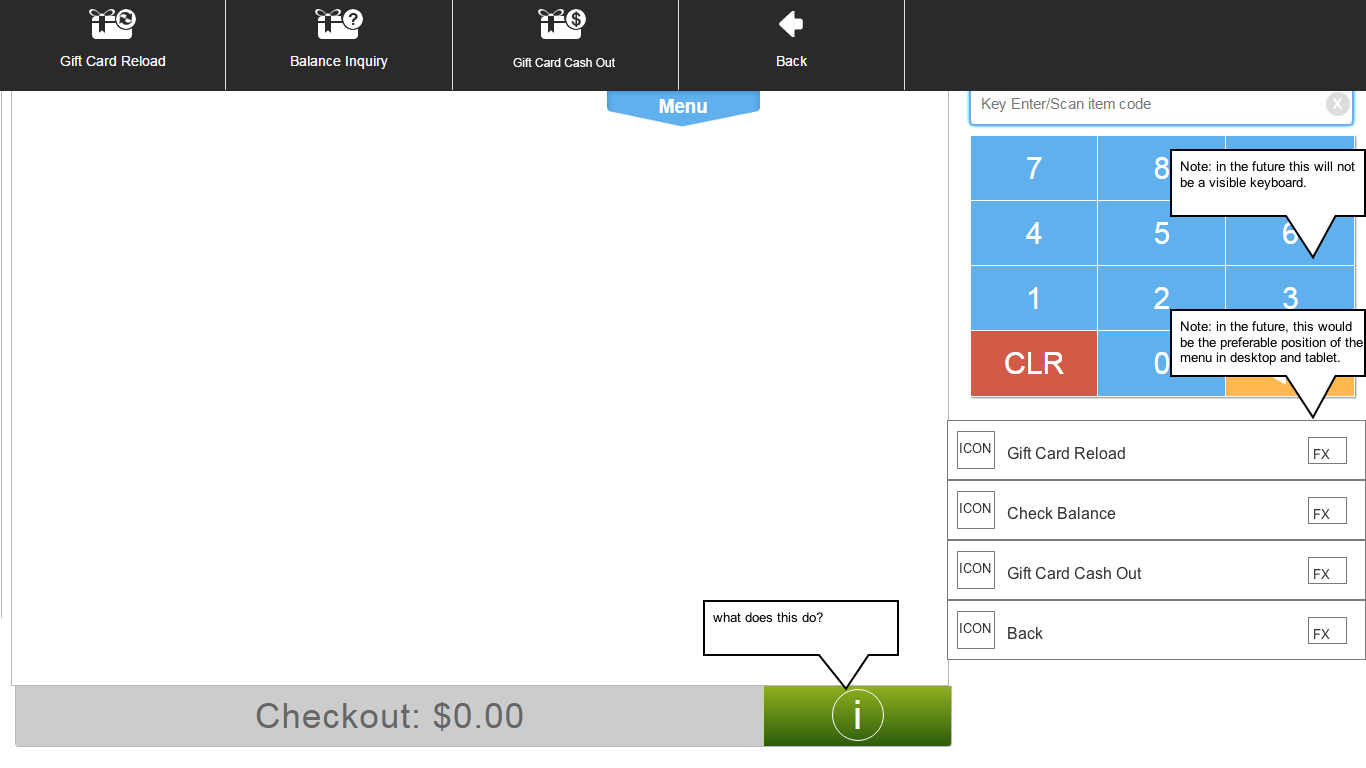 Gift Card Reload
Balance Inquiry
Gift Card Cash Out
Back
Menu
Key Enter/Scan item code
X
7
8
Note: in the future this will not
be a visible keyboard.
4
5
6
1
2
3
CLR
0
Note: in the future, this would
be the preferable position of the
menu in desktop and tablet.
ICON
Gift Card Reload
FX
ICON
Check Balance
FX
ICON
Gift Card Cash Out
FX
ICON
Back
FX
what does this do?
Checkout: $0.00
i